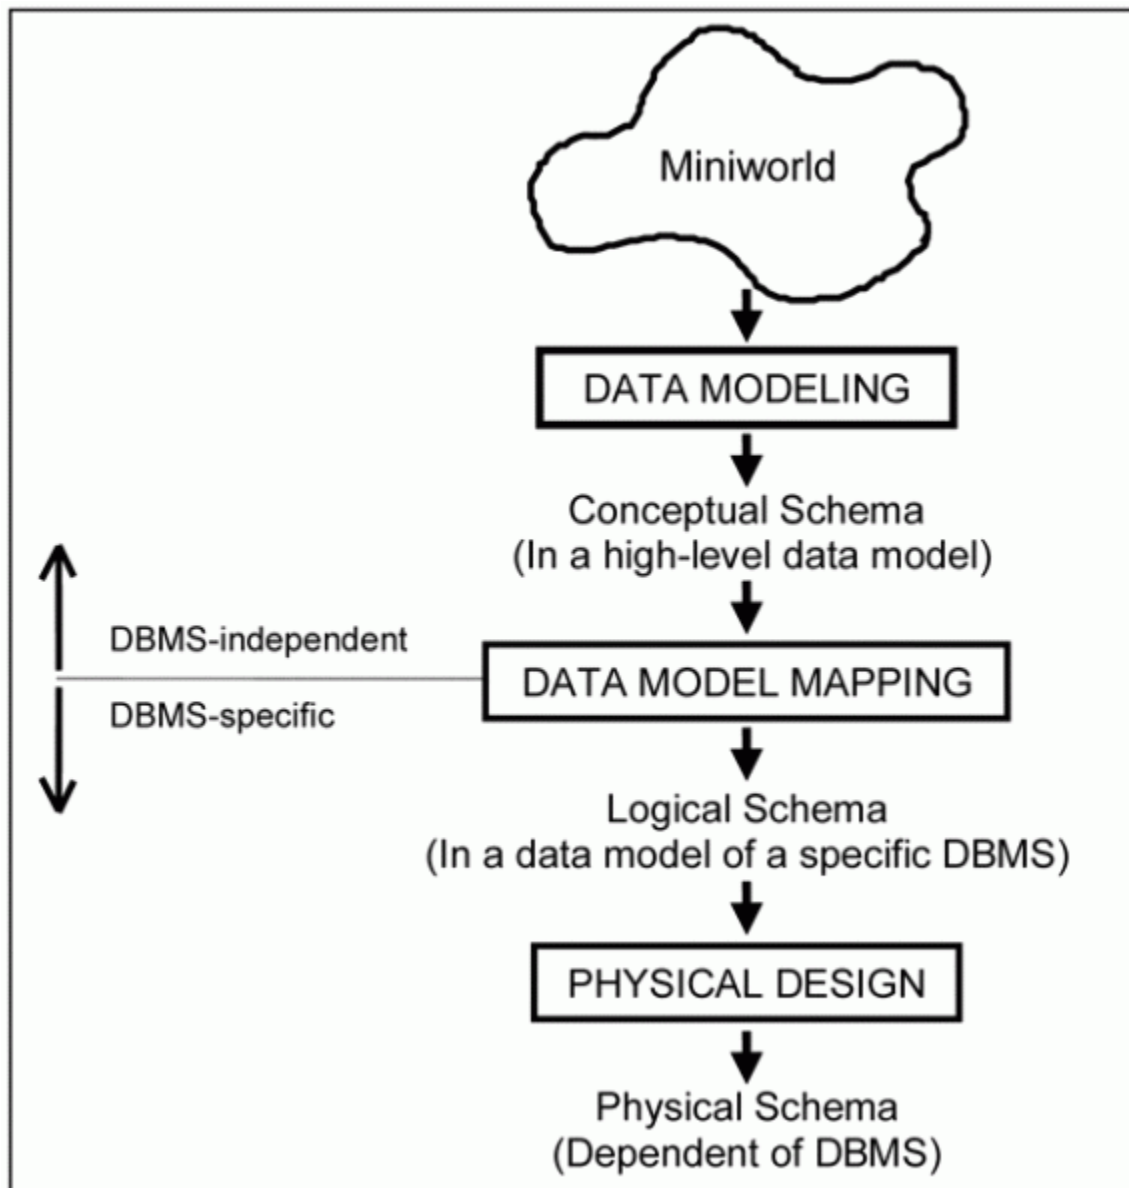 Miniworld
DATA MODELING
Conceptual Schema
(In a high-level data model)
DBMS-independent
DATA MODEL MAPPING
DBMS-specific
Logical Schema
(In a data model of a specific DBMS)
PHYSICAL DESIGN
Physical Schema
(Dependent of DBMS)